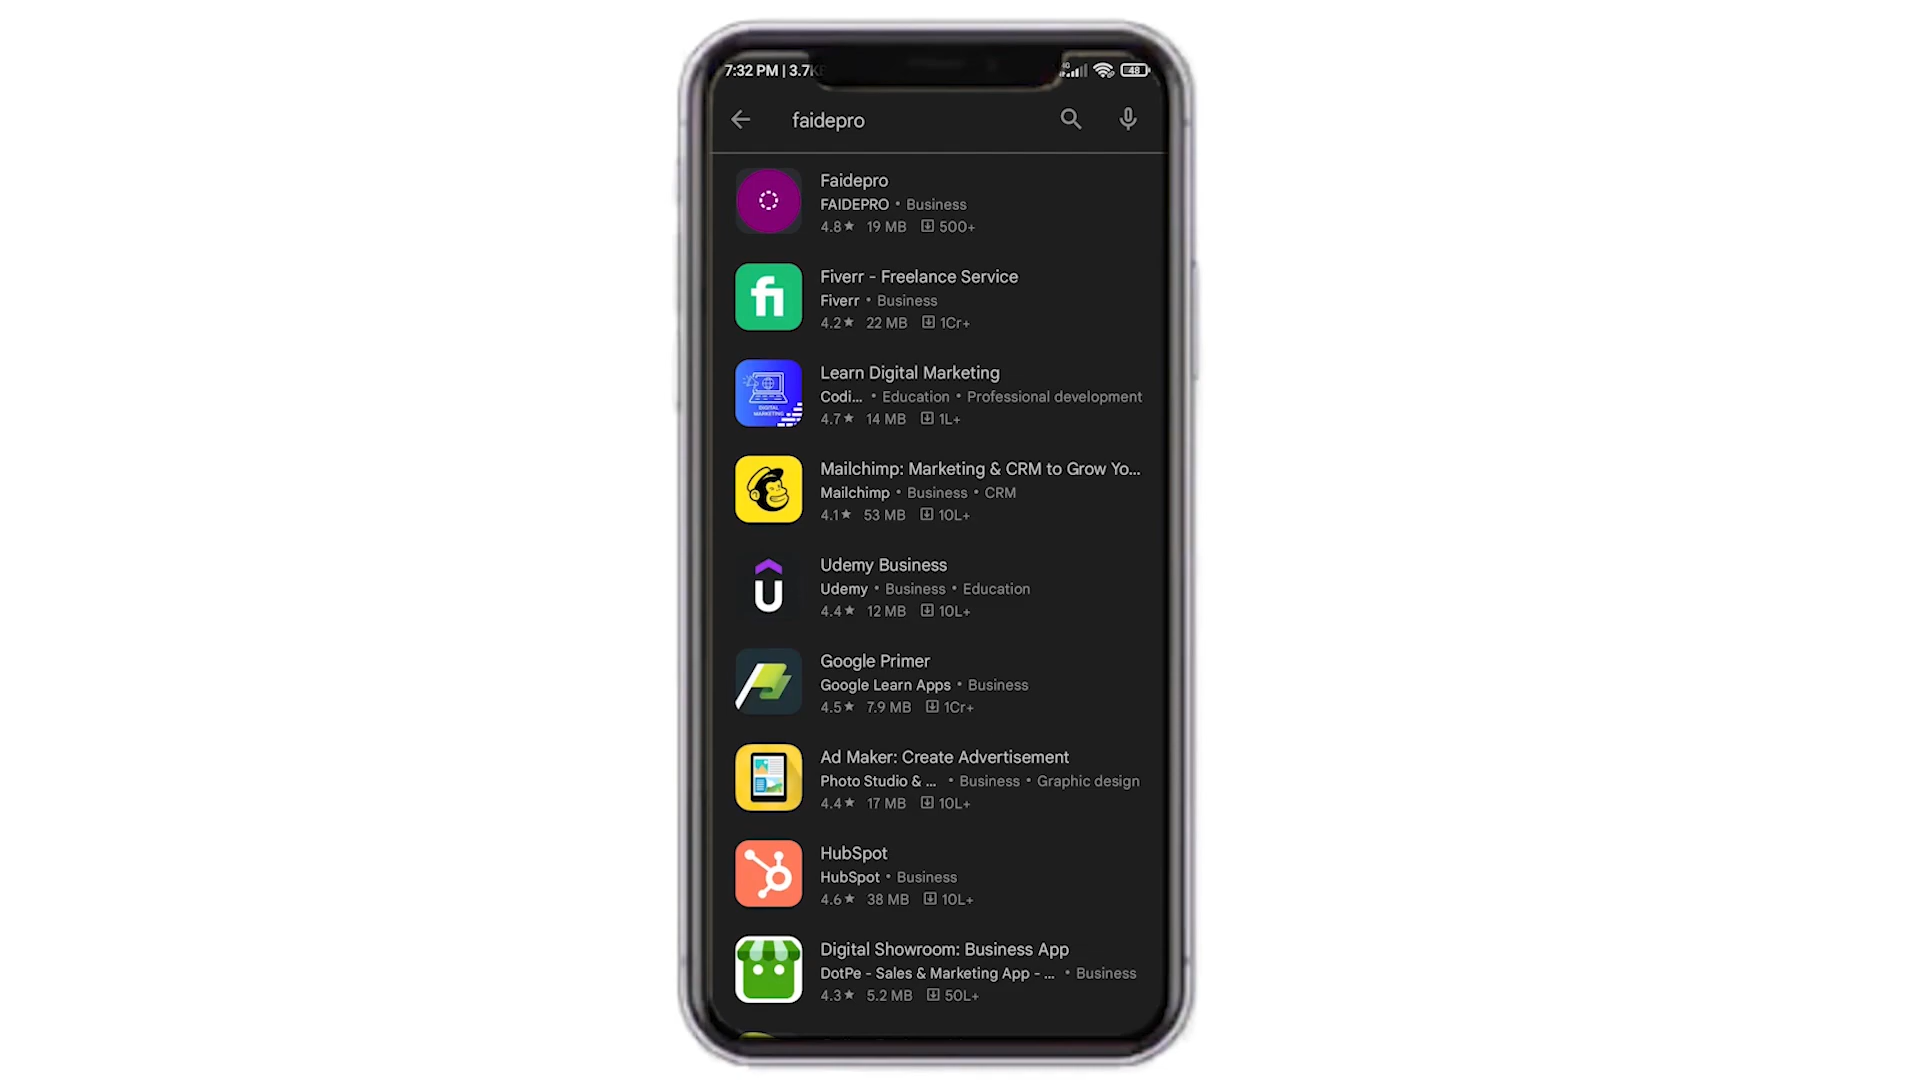 7:32 PM | 3.7K
4G
48
faidepro
Faidepro
FAIDEPRO • Business
4.8★ 19 MB 500+
fi
Fiverr - Freelance Service
Fiverr • Business
4.2★ 22 MB 1Cr+
DIGITAL
MARKETING
Learn Digital Marketing
Codi... • Education • Professional development
4.7★ 14 MB 1L+
Mailchimp: Marketing & CRM to Grow Yo...
Mailchimp • Business • CRM
4.1★ 53 MB 10L+
Udemy Business
Udemy • Business • Education
4.4★ 12 MB 10L+
Google Primer
Google Learn Apps • Business
4.5★ 7.9 MB 1Cr+
Ad Maker: Create Advertisement
Photo Studio & ... • Business • Graphic design
4.4★ 17 MB 10L+
HubSpot
HubSpot • Business
4.6★ 38 MB 10L+
Digital Showroom: Business App
DotPe - Sales & Marketing App - ... • Business
4.3★ 5.2 MB 50L+